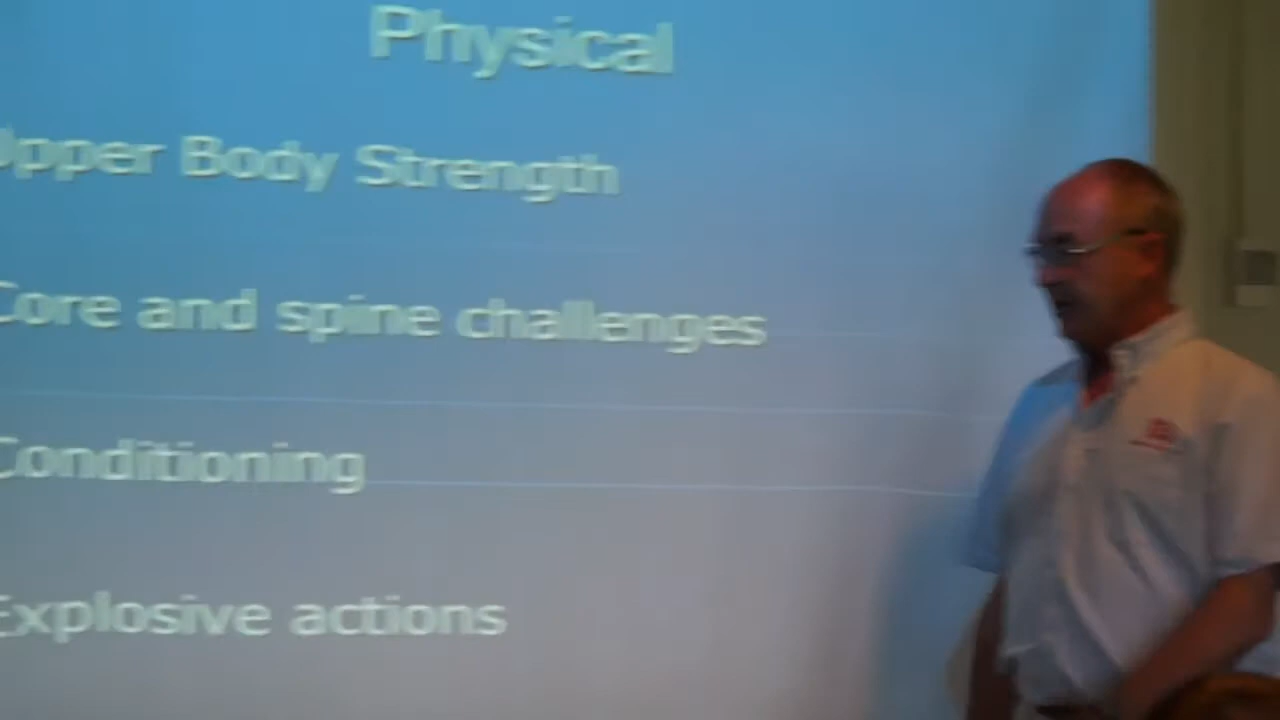 Physical
Upper Body Strength
Core and spine challenges
Conditioning
Explosive actions